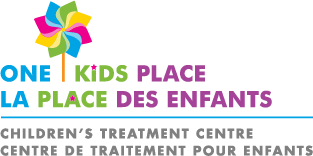 ONE KiDS PLACE
LA PLACE DES ENFANTS
CHILDREN'S TREATMENT CENTRE
CENTRE DE TRAITEMENT POUR ENFANTS